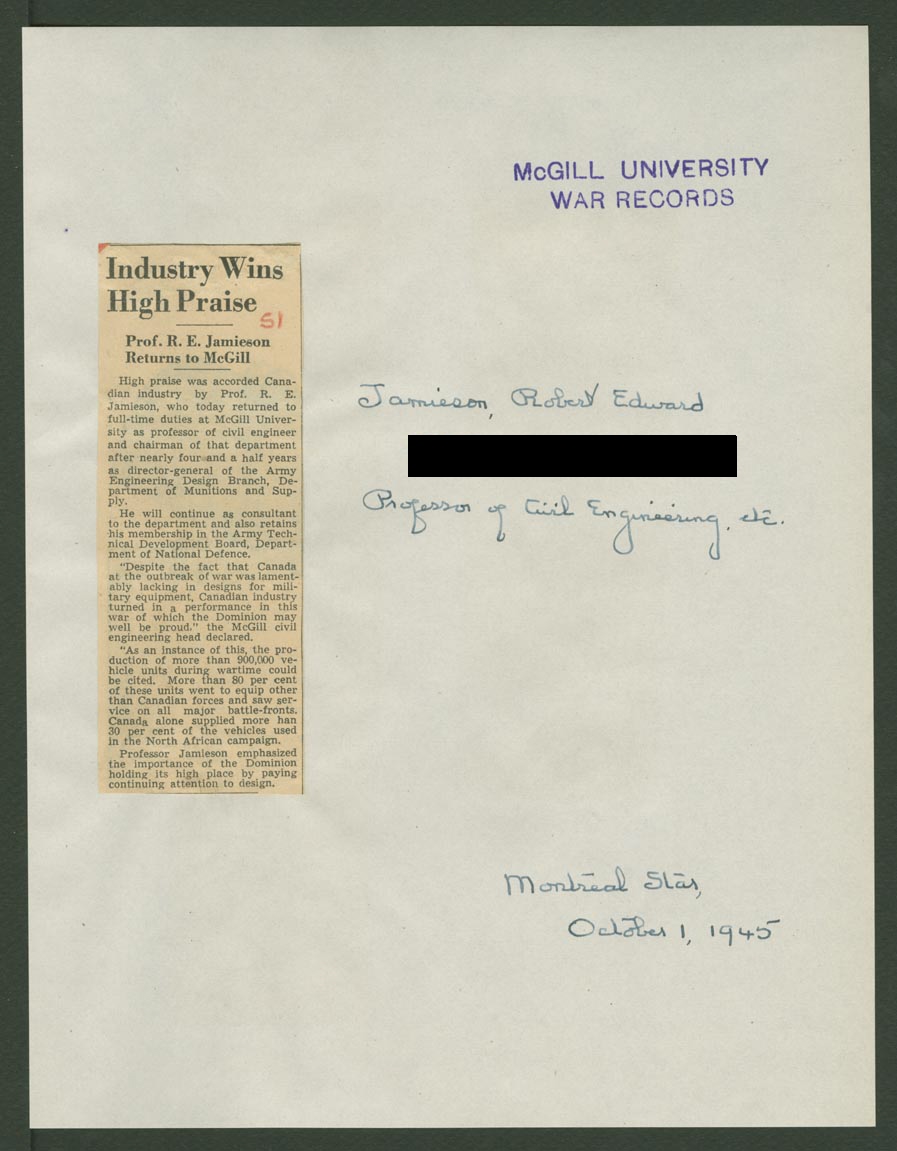 McGILL UNIVERSITY
WAR RECORDS
Industry Wins
High Praise
51
Prof. R. E. Jamieson
Returns to McGill
High praise was accorded Cana-
dian industry by Prof. R. E.
Jamieson, who today returned to
full-time duties at McGill Univer-
sity as professor of civil engineer
and chairman of that department
after nearly four and a half years
as director-general of the Army
Engineering Design Branch, De-
partment of Munitions and Sup-
ply.
He will continue as consultant
to the department and also retains
his membership in the Army Tech-
nical Development Board, Depart-
ment of National Defence.
"Despite the fact that Canada
at the outbreak of war was lament-
ably lacking in designs for mili-
tary equipment, Canadian industry
turned in a performance in this
war of which the Dominion may
well be proud." the McGill civil
engineering head declared.
"As an instance of this, the pro-
duction of more than 900,000 ve-
hicle units during wartime could
be cited. More than 80 per cent
of these units went to equip other
than Canadian forces and saw ser-
vice on all major battle-fronts.
Canada alone supplied more han
30 per cent of the vehicles used
in the North African campaign.
Professor Jamieson emphasized
the importance of the Dominion
holding its high place by paying
continuing attention to design.
Jamieson, Robert Edward
Professor of Civil Engineering, etc.
Montreal Star,
October 1, 1945